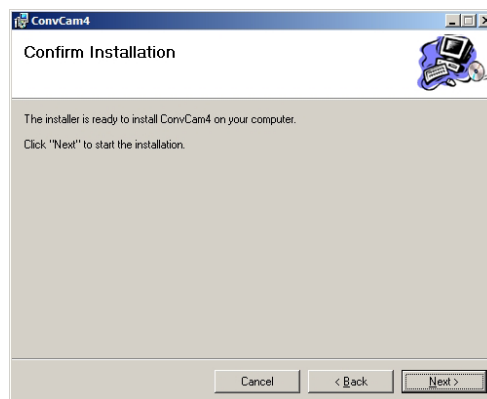 ConvCam4
Confirm Installation
The installer is ready to install ConvCam4 on your computer.
Click "Next" to start the installation.
Cancel
< Back
Next >